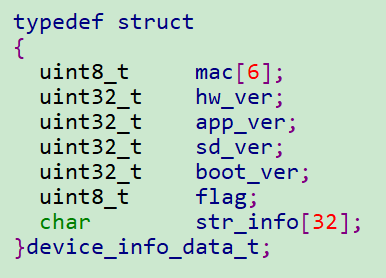 typedef struct
{
  uint8_t     mac[6];
  uint32_t    hw_ver;
  uint32_t    app_ver;
  uint32_t    sd_ver;
  uint32_t    boot_ver;
  uint8_t     flag;
  char        str_info[32];
}device_info_data_t;